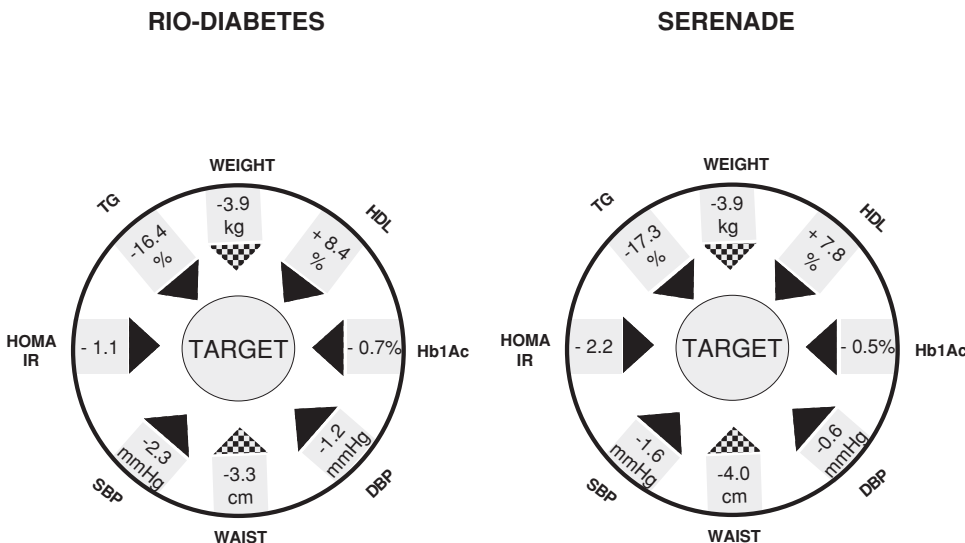 RIO-DIABETES
WEIGHT
TG
HDL
-3.9
kg
-16.4
%
+ 8.4
%
HOMA
IR
- 1.1
TARGET
- 0.7%
Hb1Ac
-2.3
mmHg
-1.2
mmHg
-3.3
cm
SBP
DBP
WAIST
SERENADE
WEIGHT
TG
HDL
-3.9
kg
-17.3
%
+ 7.8
%
HOMA
IR
- 2.2
TARGET
- 0.5%
Hb1Ac
-1.6
mmHg
-0.6
mmHg
-4.0
cm
SBP
DBP
WAIST